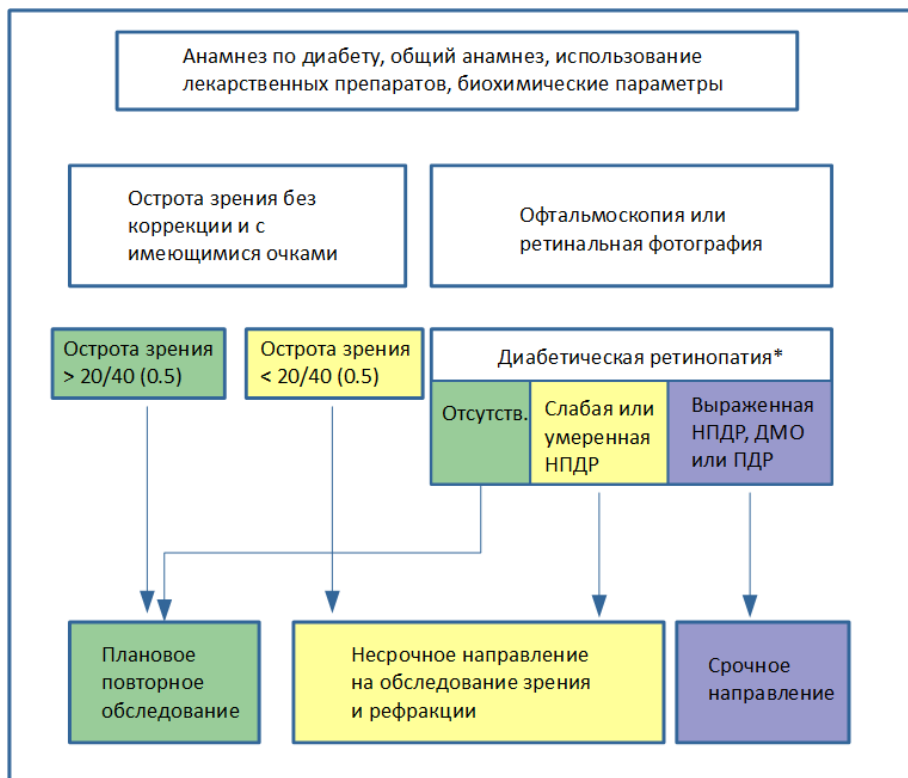 Анамнез по диабету, общий анамнез, использование
лекарственных препаратов, биохимические параметры
Острота зрения без
коррекции и с
имеющимися очками
Офтальмоскопия или
ретинальная фотография
Острота зрения
> 20/40 (0.5)
Острота зрения
< 20/40 (0.5)
Диабетическая ретинопатия*
Отсутств.
Слабая или
умеренная
НПДР
Выраженная
НПДР, ДМО
или ПДР
Плановое
повторное
обследование
Несрочное направление
на обследование зрения
и рефракции
Срочное
направление